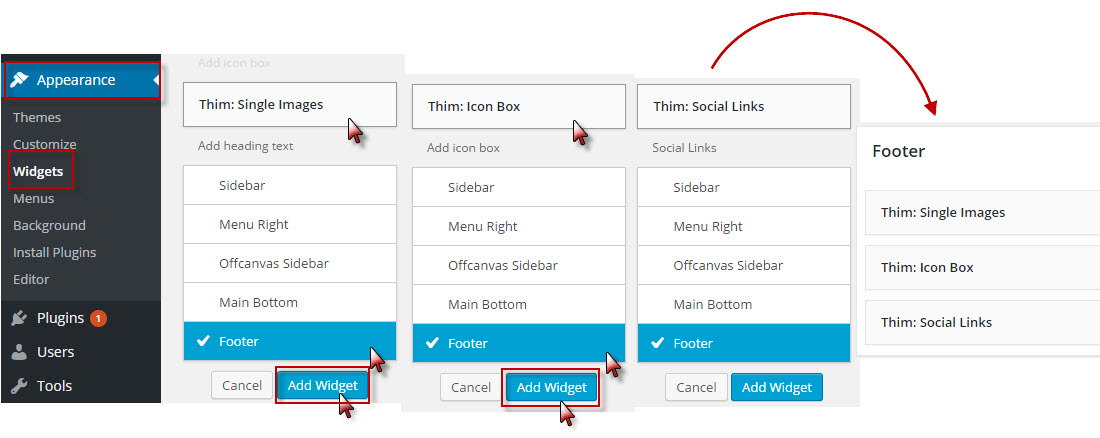 Appearance
Themes
Customize
Widgets
Menus
Background
Install Plugins
Editor
Plugins 1
Users
Tools
Add icon box
Thim: Single Images
Add heading text
Sidebar
Menu Right
Offcanvas Sidebar
Main Bottom
Footer
Cancel
Add Widget
Thim: Icon Box
Add icon box
Sidebar
Menu Right
Offcanvas Sidebar
Main Bottom
Footer
Cancel
Add Widget
Thim: Social Links
Social Links
Sidebar
Menu Right
Offcanvas Sidebar
Main Bottom
Footer
Cancel
Add Widget
Footer
Thim: Single Images
Thim: Icon Box
Thim: Social Links